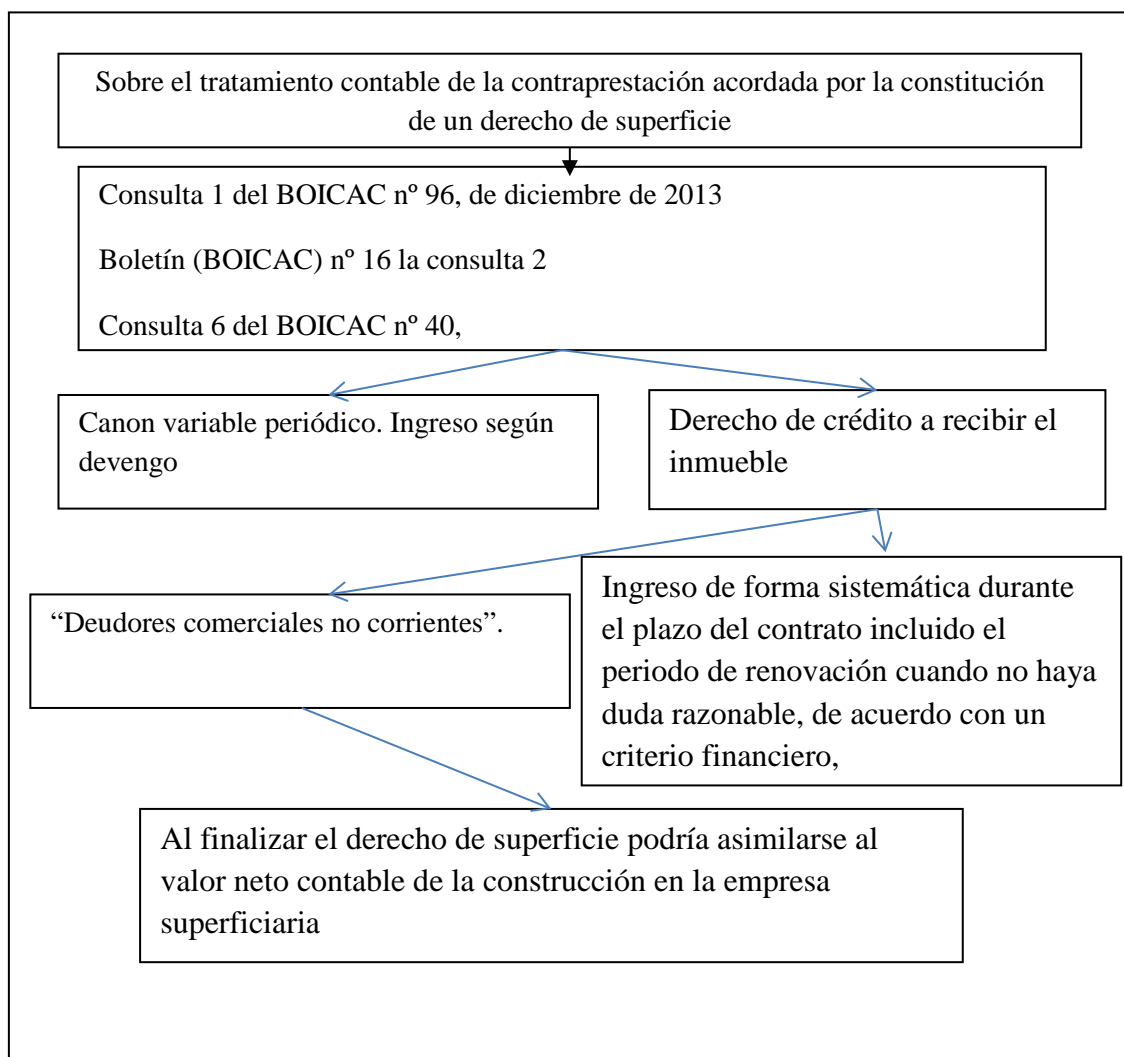 Sobre el tratamiento contable de la contraprestación acordada por la constitución
de un derecho de superficie
Consulta 1 del BOICAC nº 96, de diciembre de 2013
Boletín (BOICAC) nº 16 la consulta 2
Consulta 6 del BOICAC nº 40,
Canon variable periódico. Ingreso según
devengo
Derecho de crédito a recibir el
inmueble
“Deudores comerciales no corrientes”.
Ingreso de forma sistemática durante
el plazo del contrato incluido el
periodo de renovación cuando no haya
duda razonable, de acuerdo con un
criterio financiero,
Al finalizar el derecho de superficie podría asimilarse al
valor neto contable de la construcción en la empresa
superficiaria